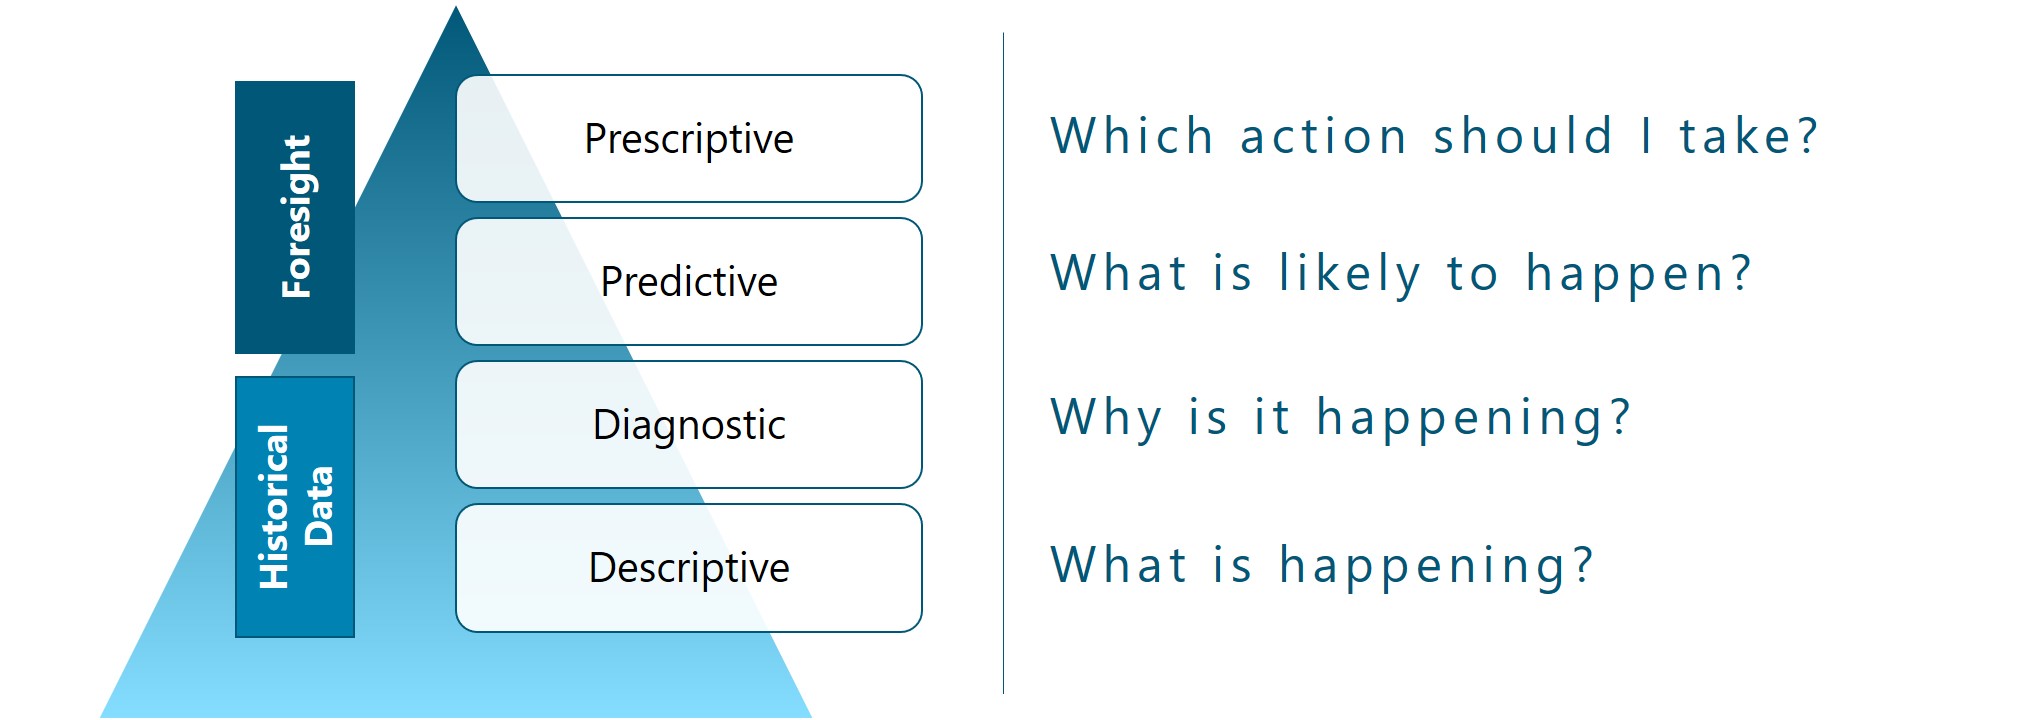 Foresight
Prescriptive
Which action should I take?
Predictive
What is likely to happen?
Historical
Data
Diagnostic
Why is it happening?
Descriptive
What is happening?